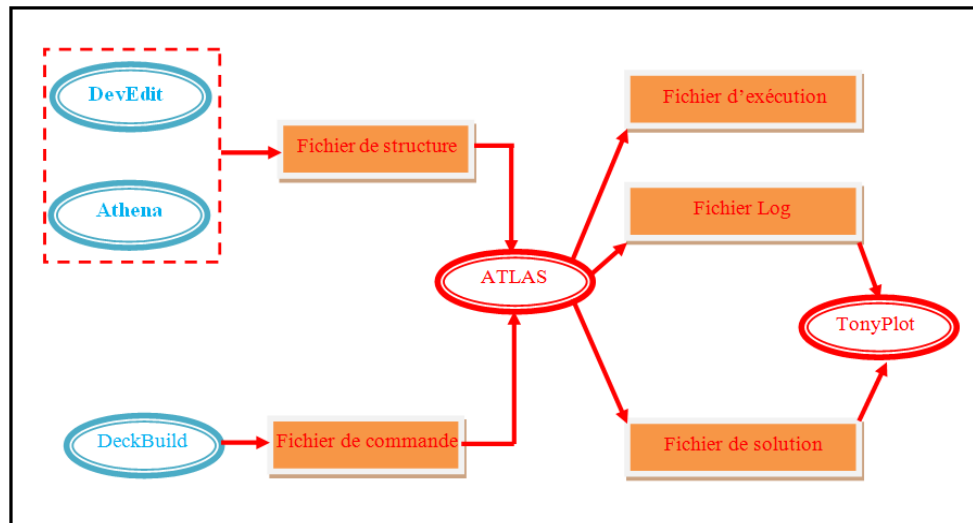 DevEdit
Athena
Fichier de structure
DeckBuild
Fichier de commande
ATLAS
Fichier d'exécution
Fichier Log
Fichier de solution
TonyPlot